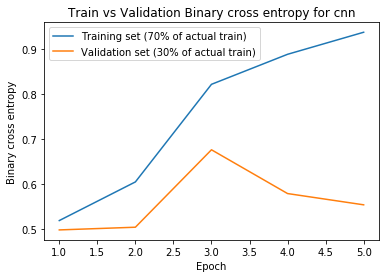 Train vs Validation Binary cross entropy for cnn
Training set (70% of actual train)
Validation set (30% of actual train)
Binary cross entropy
0.9
0.8
0.7
0.6
0.5
1.0 1.5 2.0 2.5 3.0 3.5 4.0 4.5 5.0
Epoch